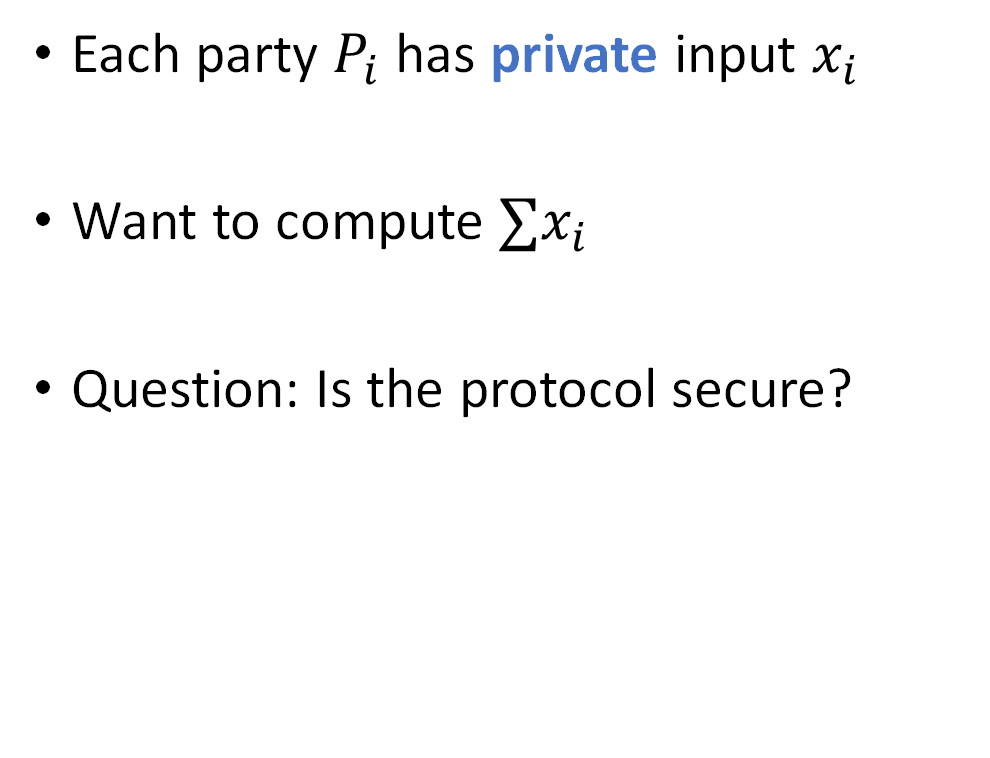 • Each party 𝑃ᵢ has private input 𝑥ᵢ
• Want to compute ∑𝑥ᵢ
• Question: Is the protocol secure?